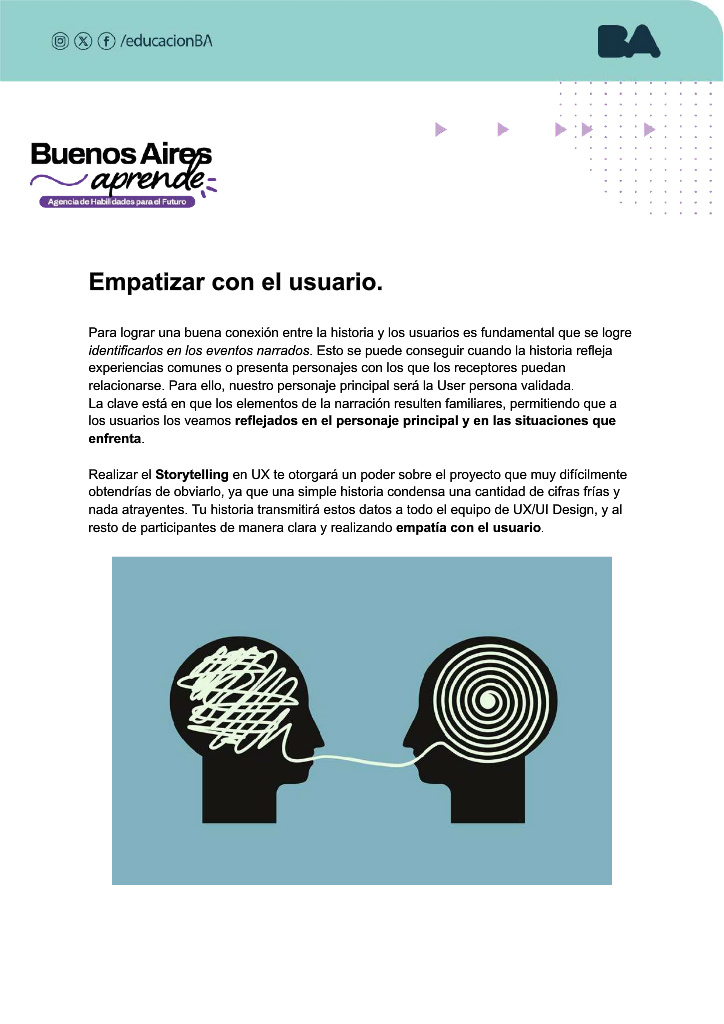 /educacionBA
BA
Buenos Aires
aprende
Agencia de Habilidades para el Futuro
Empatizar con el usuario.
Para lograr una buena conexión entre la historia y los usuarios es fundamental que se logre
identificarlos en los eventos narrados. Esto se puede conseguir cuando la historia refleja
experiencias comunes o presenta personajes con los que los receptores puedan
relacionarse. Para ello, nuestro personaje principal será la User persona validada.
La clave está en que los elementos de la narración resulten familiares, permitiendo que a
los usuarios los veamos reflejados en el personaje principal y en las situaciones que
enfrenta.
Realizar el Storytelling en UX te otorgará un poder sobre el proyecto que muy difícilmente
obtendrías de obviarlo, ya que una simple historia condensa una cantidad de cifras frías y
nada atrayentes. Tu historia transmitirá estos datos a todo el equipo de UX/UI Design, y al
resto de participantes de manera clara y realizando empatía con el usuario.